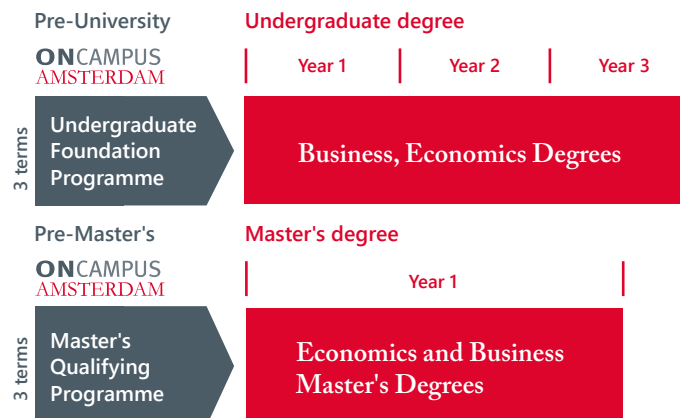 Pre-University
Undergraduate degree
ONCAMPUS
AMSTERDAM
Year 1
Year 2
Year 3
3 terms
Undergraduate
Foundation
Programme
Business, Economics Degrees
Pre-Master's
Master's degree
ONCAMPUS
AMSTERDAM
Year 1
3 terms
Master's
Qualifying
Programme
Economics and Business
Master's Degrees